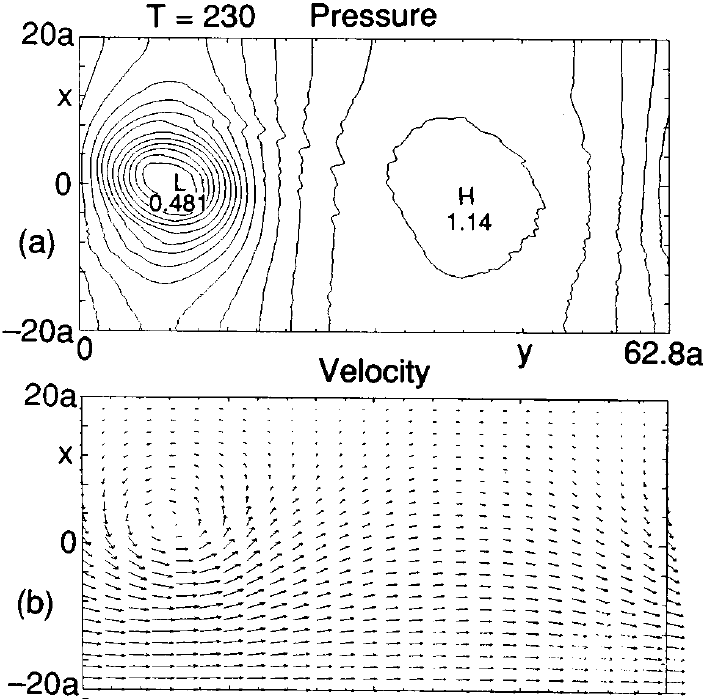 T = 230 Pressure
20a
x
0
L
0.481
H
1.14
(a)
−20a
0 y 62.8a
Velocity
20a
x
0
(b)
−20a